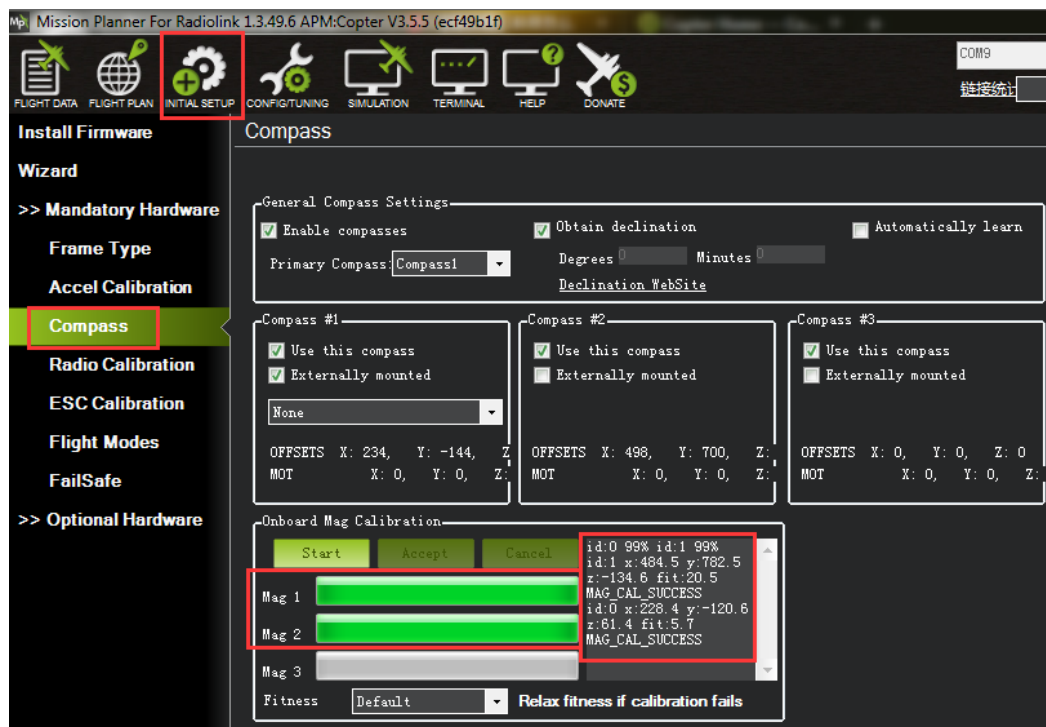 Mission Planner For Radiolink 1.3.49.6 APM:Copter V3.5.5 (ecf49b1f)
FLIGHT DATA FLIGHT PLAN INITIAL SETUP CONFIG/TUNING SIMULATION TERMINAL HELP DONATE
COM9
链接统计
Install Firmware
Wizard
>> Mandatory Hardware
Frame Type
Accel Calibration
Compass
Radio Calibration
ESC Calibration
Flight Modes
FailSafe
>> Optional Hardware
Compass
General Compass Settings
Enable compasses
Obtain declination
Automatically learn
Primary Compass: Compass1
Degrees 0 Minutes 0
Declination WebSite
Compass #1
Use this compass
Externally mounted
None
OFFSETS X: 234, Y: -144, Z
MOT X: 0, Y: 0, Z:
Compass #2
Use this compass
Externally mounted
OFFSETS X: 498, Y: 700, Z:
MOT X: 0, Y: 0, Z:
Compass #3
Use this compass
Externally mounted
OFFSETS X: 0, Y: 0, Z: 0
MOT X: 0, Y: 0, Z:
Onboard Mag Calibration
Start Accept Cancel
Mag 1
Mag 2
Mag 3
id:0 99% id:1 99%
id:1 x:484.5 y:782.5
z:-134.6 fit:20.5
MAG_CAL_SUCCESS
id:0 x:228.4 y:-120.6
z:61.4 fit:5.7
MAG_CAL_SUCCESS
Fitness Default Relax fitness if calibration fails